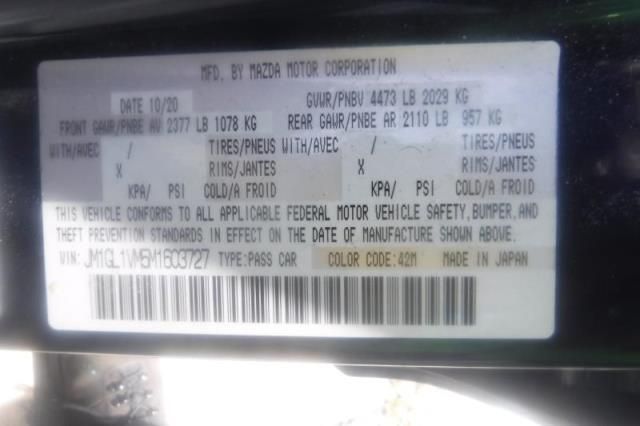 MFD. BY MAZDA MOTOR CORPORATION
DATE 10/20 GVWR/PNBV 4473 LB 2029 KG
FRONT GAWR/PNBE AV 2377 LB 1078 KG REAR GAWR/PNBE AR 2110 LB 957 KG
WITH/AVEC / TIRES/PNEUS WITH/AVEC / TIRES/PNEUS
X RIMS/JANTES X RIMS/JANTES
KPA/ PSI COLD/A FROID KPA/ PSI COLD/A FROID
THIS VEHICLE CONFORMS TO ALL APPLICABLE FEDERAL MOTOR VEHICLE SAFETY, BUMPER, AND
THEFT PREVENTION STANDARDS IN EFFECT ON THE DATE OF MANUFACTURE SHOWN ABOVE.
VIN: JM1GL1VM5M1603727 TYPE:PASS CAR COLOR CODE:42M MADE IN JAPAN